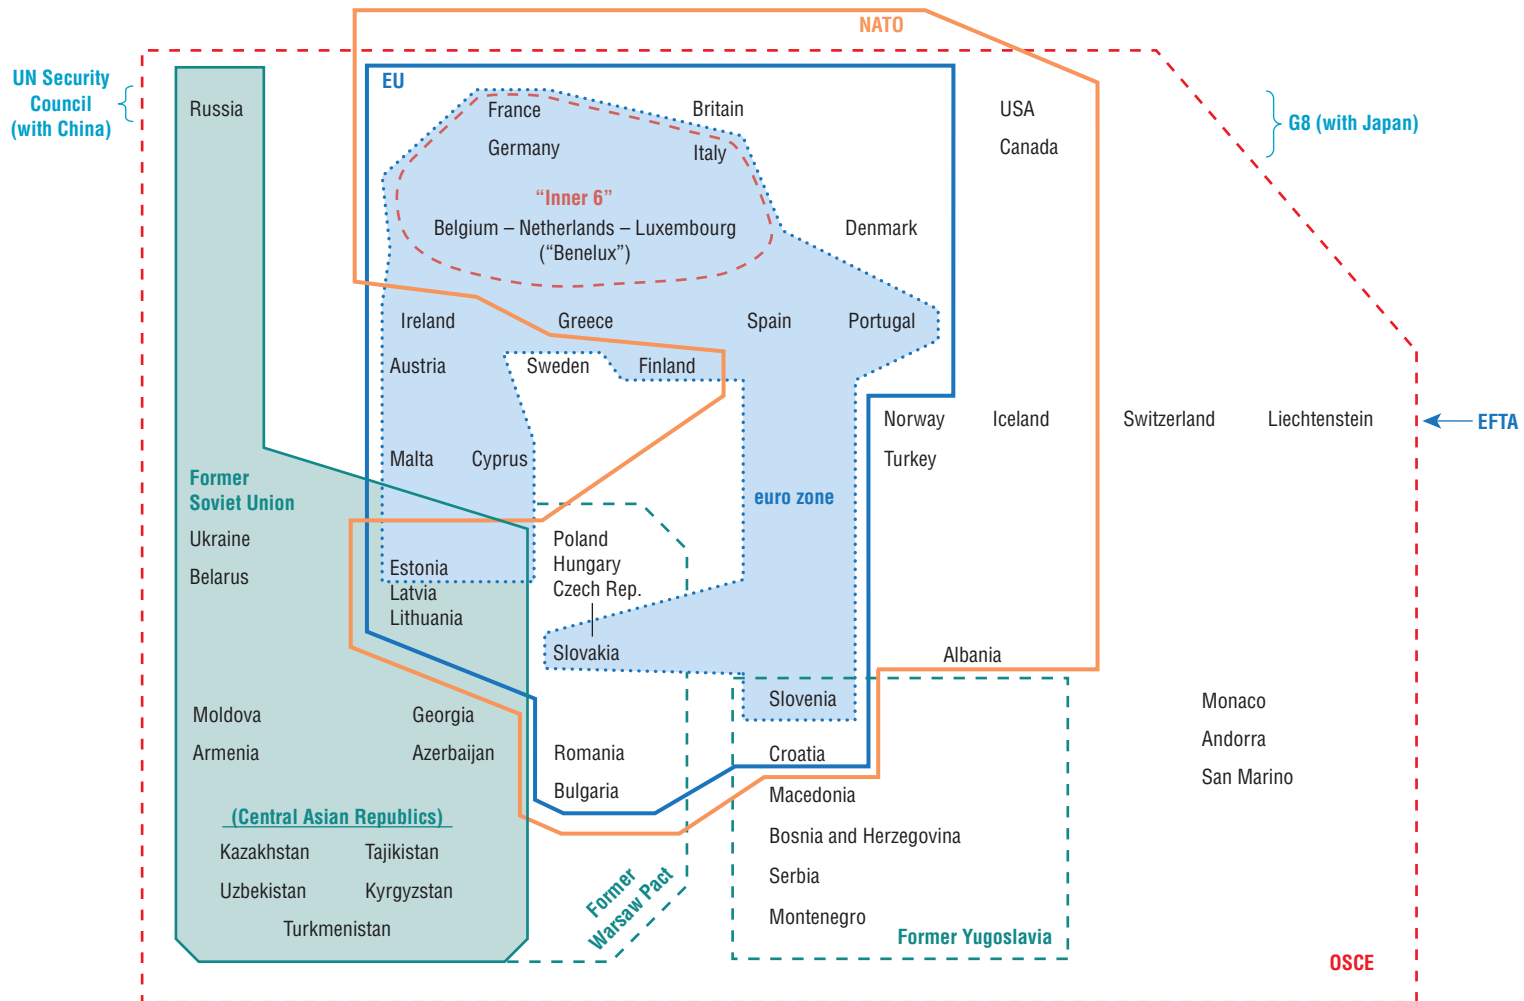 NATO
EU
UN Security
Council
(with China)
Russia
France
Britain
USA
G8 (with Japan)
Germany
Italy
Canada
“Inner 6”
Belgium – Netherlands – Luxembourg
(“Benelux”)
Denmark
Ireland
Greece
Spain
Portugal
Austria
Sweden
Finland
Norway
Iceland
Switzerland
Liechtenstein
EFTA
Malta
Cyprus
Turkey
Former
Soviet Union
euro zone
Ukraine
Poland
Hungary
Belarus
Estonia
Czech Rep.
Latvia
Lithuania
Slovakia
Albania
Slovenia
Monaco
Moldova
Georgia
Andorra
Armenia
Azerbaijan
Romania
Croatia
San Marino
Bulgaria
Macedonia
(Central Asian Republics)
Bosnia and Herzegovina
Kazakhstan
Tajikistan
Serbia
Uzbekistan
Kyrgyzstan
Former
Warsaw Pact
Montenegro
Turkmenistan
Former Yugoslavia
OSCE